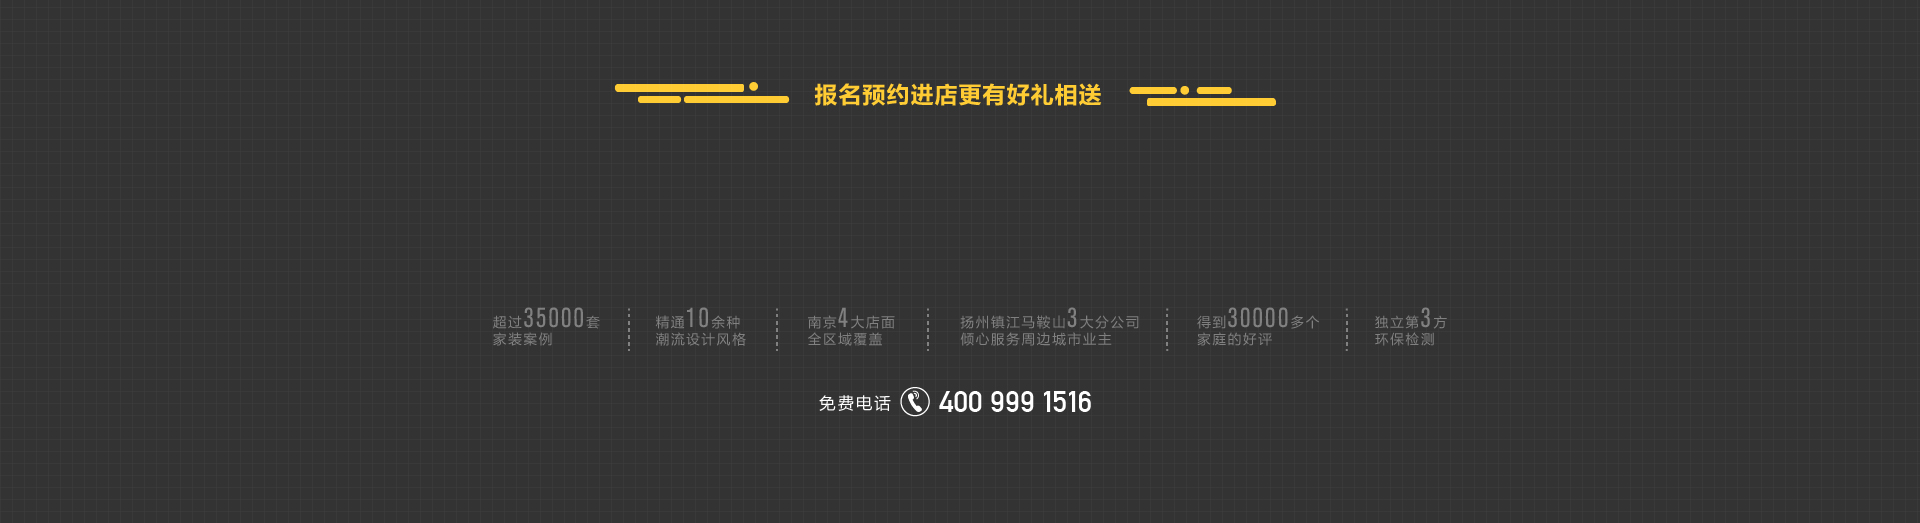 报名预约进店更有好礼相送
超过35000套
家装案例
精通10余种
潮流设计风格
南京4大店面
全区域覆盖
扬州镇江马鞍山3大分公司
倾心服务周边城市业主
得到30000多个
家庭的好评
独立第3方
环保检测
免费电话 400 999 1516